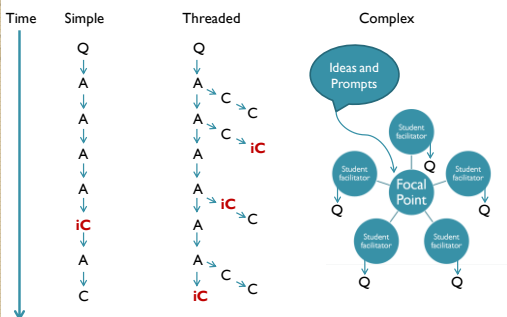 Time Simple Threaded Complex
Q Q
A A
C
C
A A
C
iC
A A
A A
iC
C
iC A
A A
C
C
C iC
Ideas and
Prompts
Student
facilitator
Q
Student
facilitator
Q
Student
facilitator
Q
Focal
Point
Student
facilitator
Q
Student
facilitator
Q